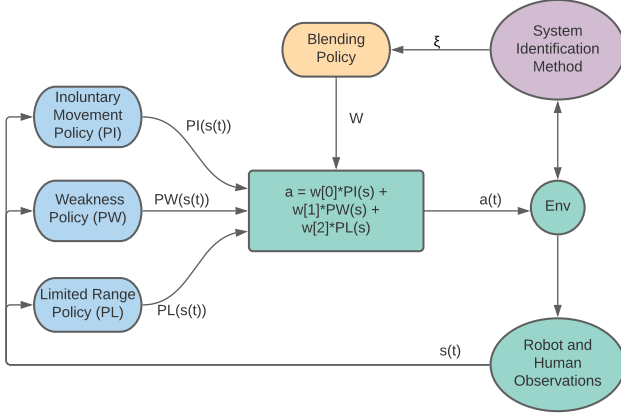 Blending
Policy
ξ
System
Identification
Method
Inoluntary
Movement
Policy (PI)
PI(s(t))
W
Weakness
Policy (PW)
PW(s(t))
a = w[0]*PI(s) +
w[1]*PW(s) +
w[2]*PL(s)
a(t)
Env
Limited Range
Policy (PL)
PL(s(t))
s(t)
Robot and
Human
Observations